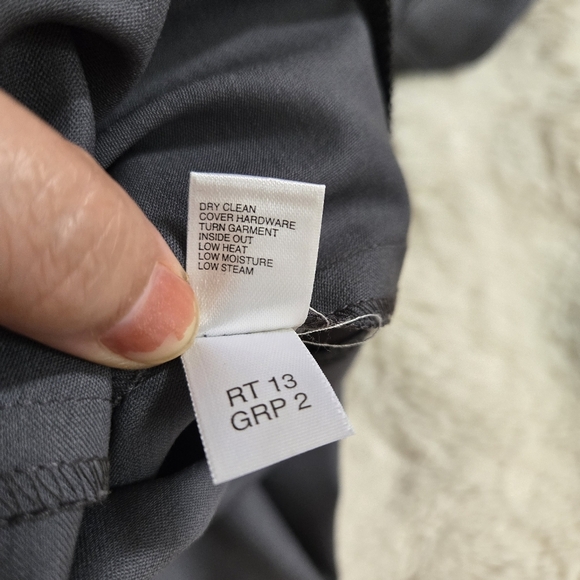 DRY CLEAN
COVER HARDWARE
TURN GARMENT
INSIDE OUT
LOW HEAT
LOW MOISTURE
LOW STEAM
RT 13
GRP 2